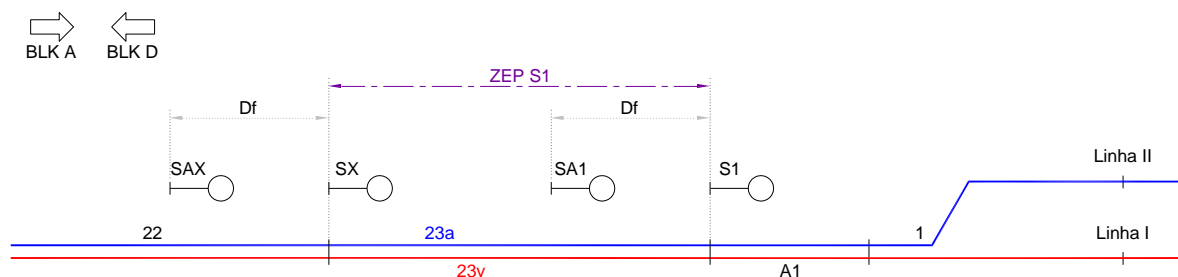 BLK A
BLK D
ZEP S1
Df
Df
SAX
SX
SA1
S1
Linha II
22
23a
1
Linha I
23v
A1